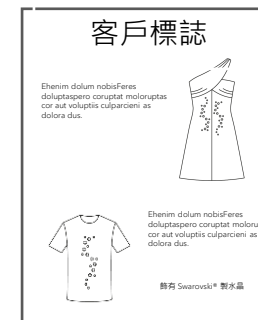 客戶標誌
Ehenim dolum nobisFeres
doluptaspero coruptat moloruptas
cor aut voluptiis culparcieni as
dolora dus.
Ehenim dolum nobisFeres
doluptaspero coruptat moloru
cor aut voluptiis culparcieni as
dolora dus.
飾有 Swarovski® 製水晶